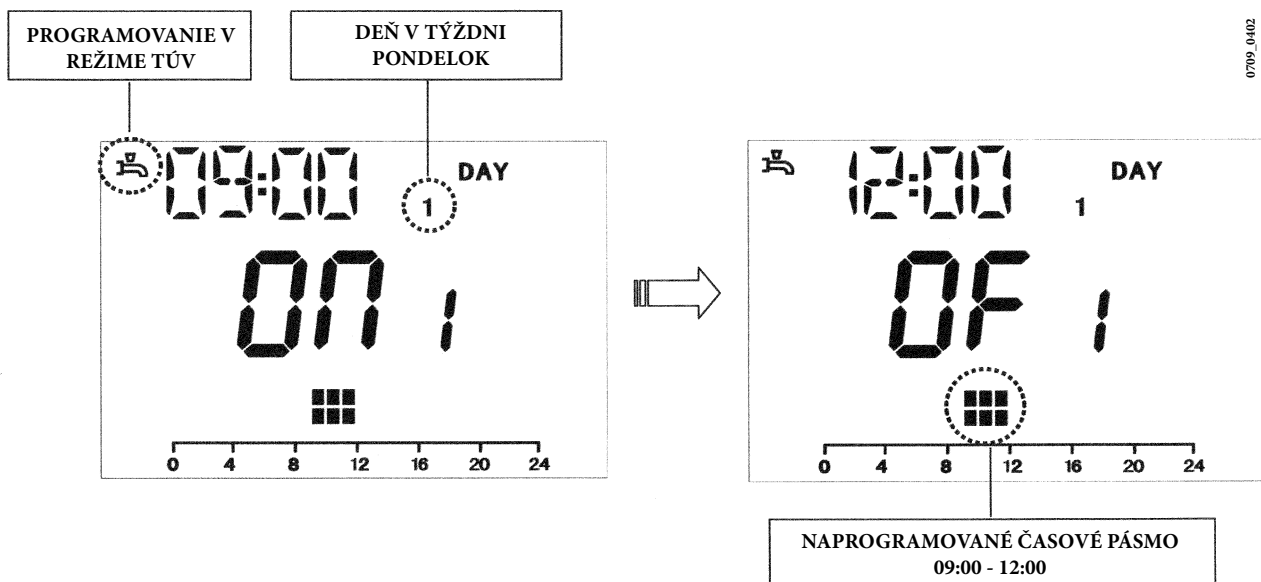 PROGRAMOVANIE V
REŽIME TÚV
DEŇ V TÝŽDNI
PONDELOK
0709_0402
09:00
DAY
1
ON 1
0 4 8 12 16 20 24
12:00
DAY
1
OF 1
0 4 8 12 16 20 24
NAPROGRAMOVANÉ ČASOVÉ PÁSMO
09:00 - 12:00